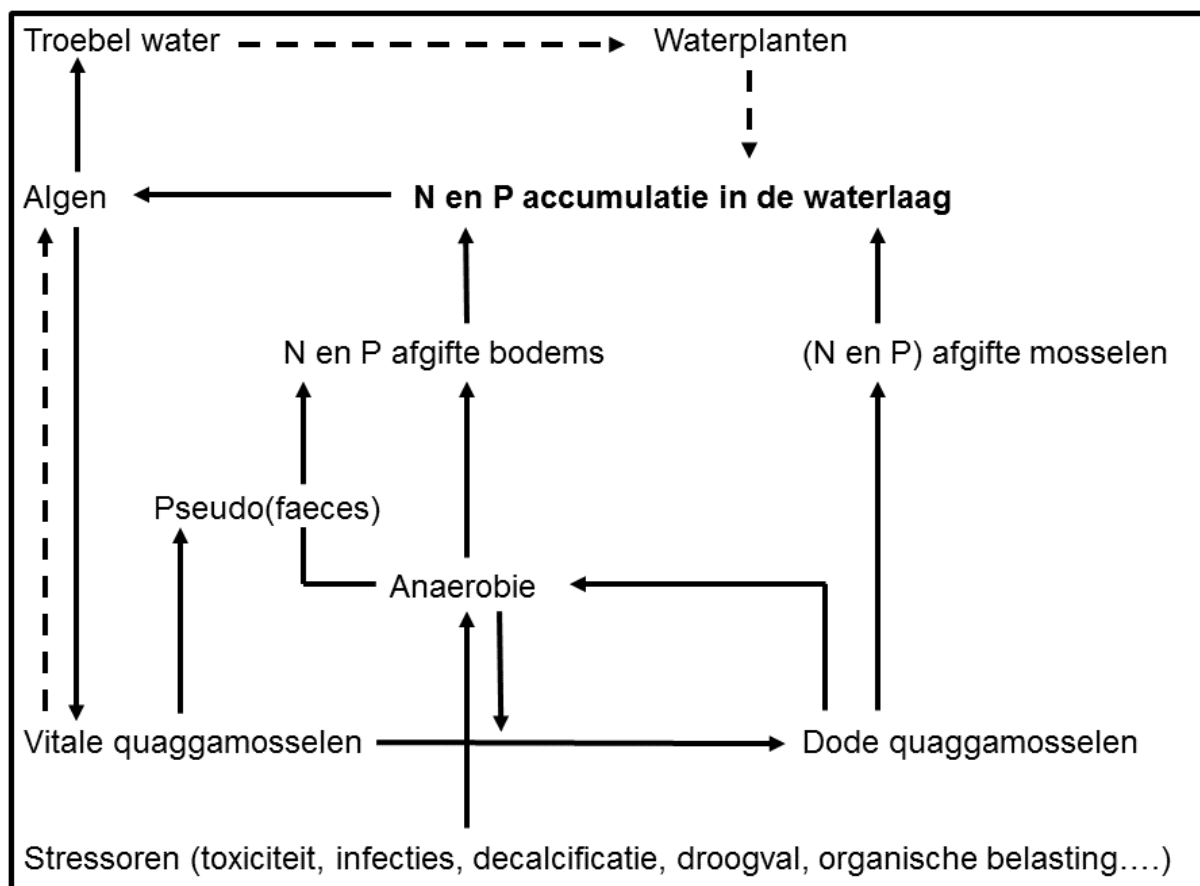 Troebel water
Waterplanten
Algen
N en P accumulatie in de waterlaag
N en P afgifte bodems
(N en P) afgifte mosselen
Pseudo(faeces)
Anaerobie
Vitale quaggamosselen
Dode quaggamosselen
Stressoren (toxiciteit, infecties, decalcificatie, droogval, organische belasting....)